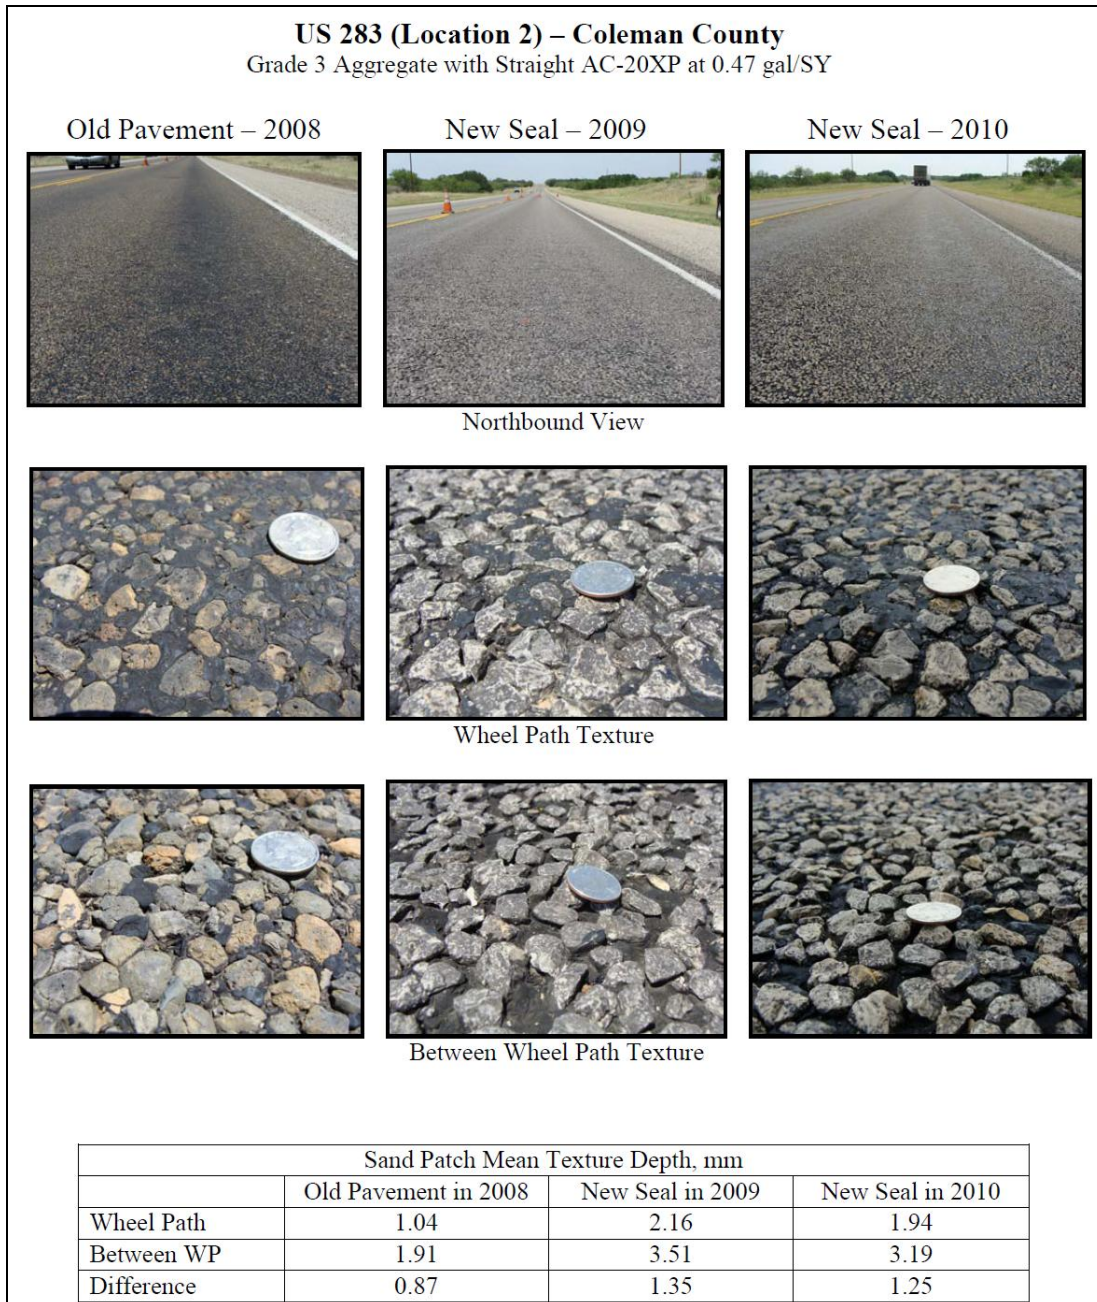 US 283 (Location 2) – Coleman County
Grade 3 Aggregate with Straight AC-20XP at 0.47 gal/SY
Old Pavement – 2008 New Seal – 2009 New Seal – 2010
Northbound View
Wheel Path Texture
Between Wheel Path Texture
Sand Patch Mean Texture Depth, mm
Old Pavement in 2008 New Seal in 2009 New Seal in 2010
Wheel Path 1.04 2.16 1.94
Between WP 1.91 3.51 3.19
Difference 0.87 1.35 1.25